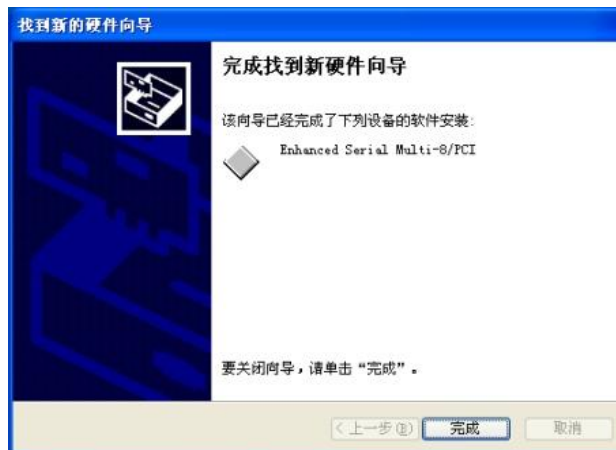 找到新的硬件向导
完成找到新硬件向导
该向导已经完成了下列设备的软件安装:
Enhanced Serial Multi-8/PCI
要关闭向导，请单击“完成”。
< 上一步(B) 完成 取消